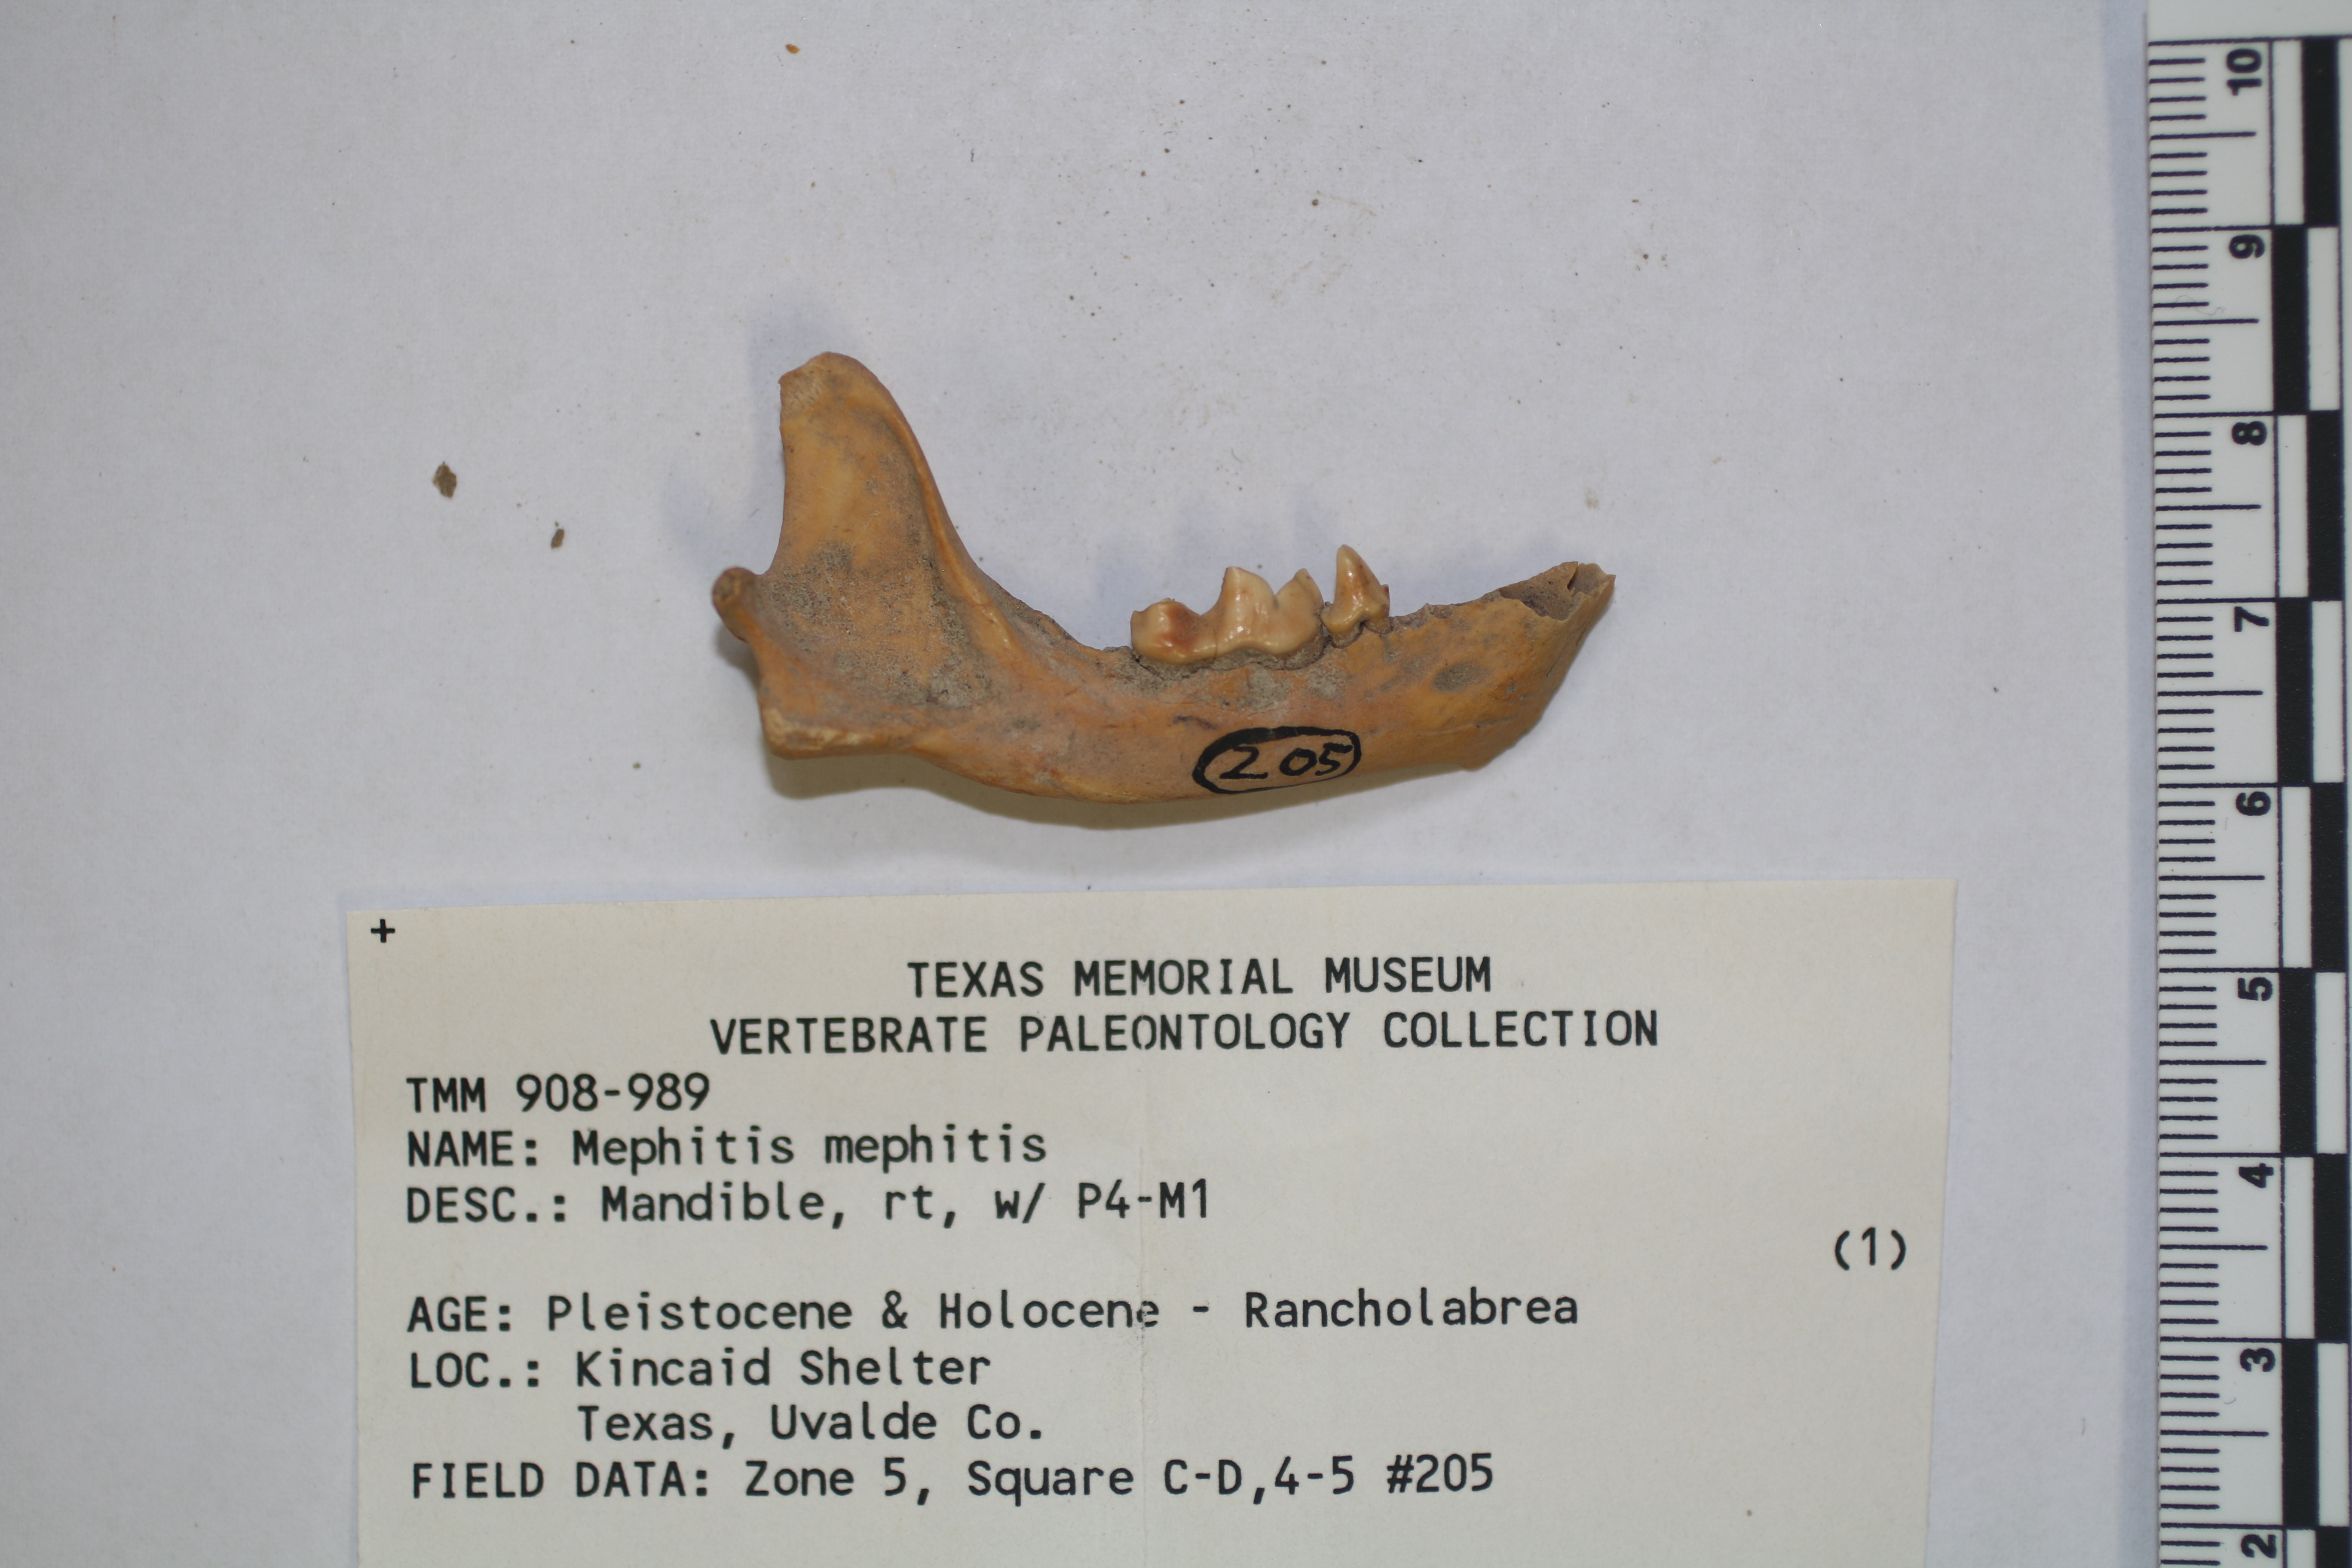 205
+
TEXAS MEMORIAL MUSEUM
VERTEBRATE PALEONTOLOGY COLLECTION
TMM 908-989
NAME: Mephitis mephitis
DESC.: Mandible, rt, w/ P4-M1
(1)
AGE: Pleistocene & Holocene - Rancholabrea
LOC.: Kincaid Shelter
Texas, Uvalde Co.
FIELD DATA: Zone 5, Square C-D,4-5 #205
10
9
8
7
6
5
4
3
2